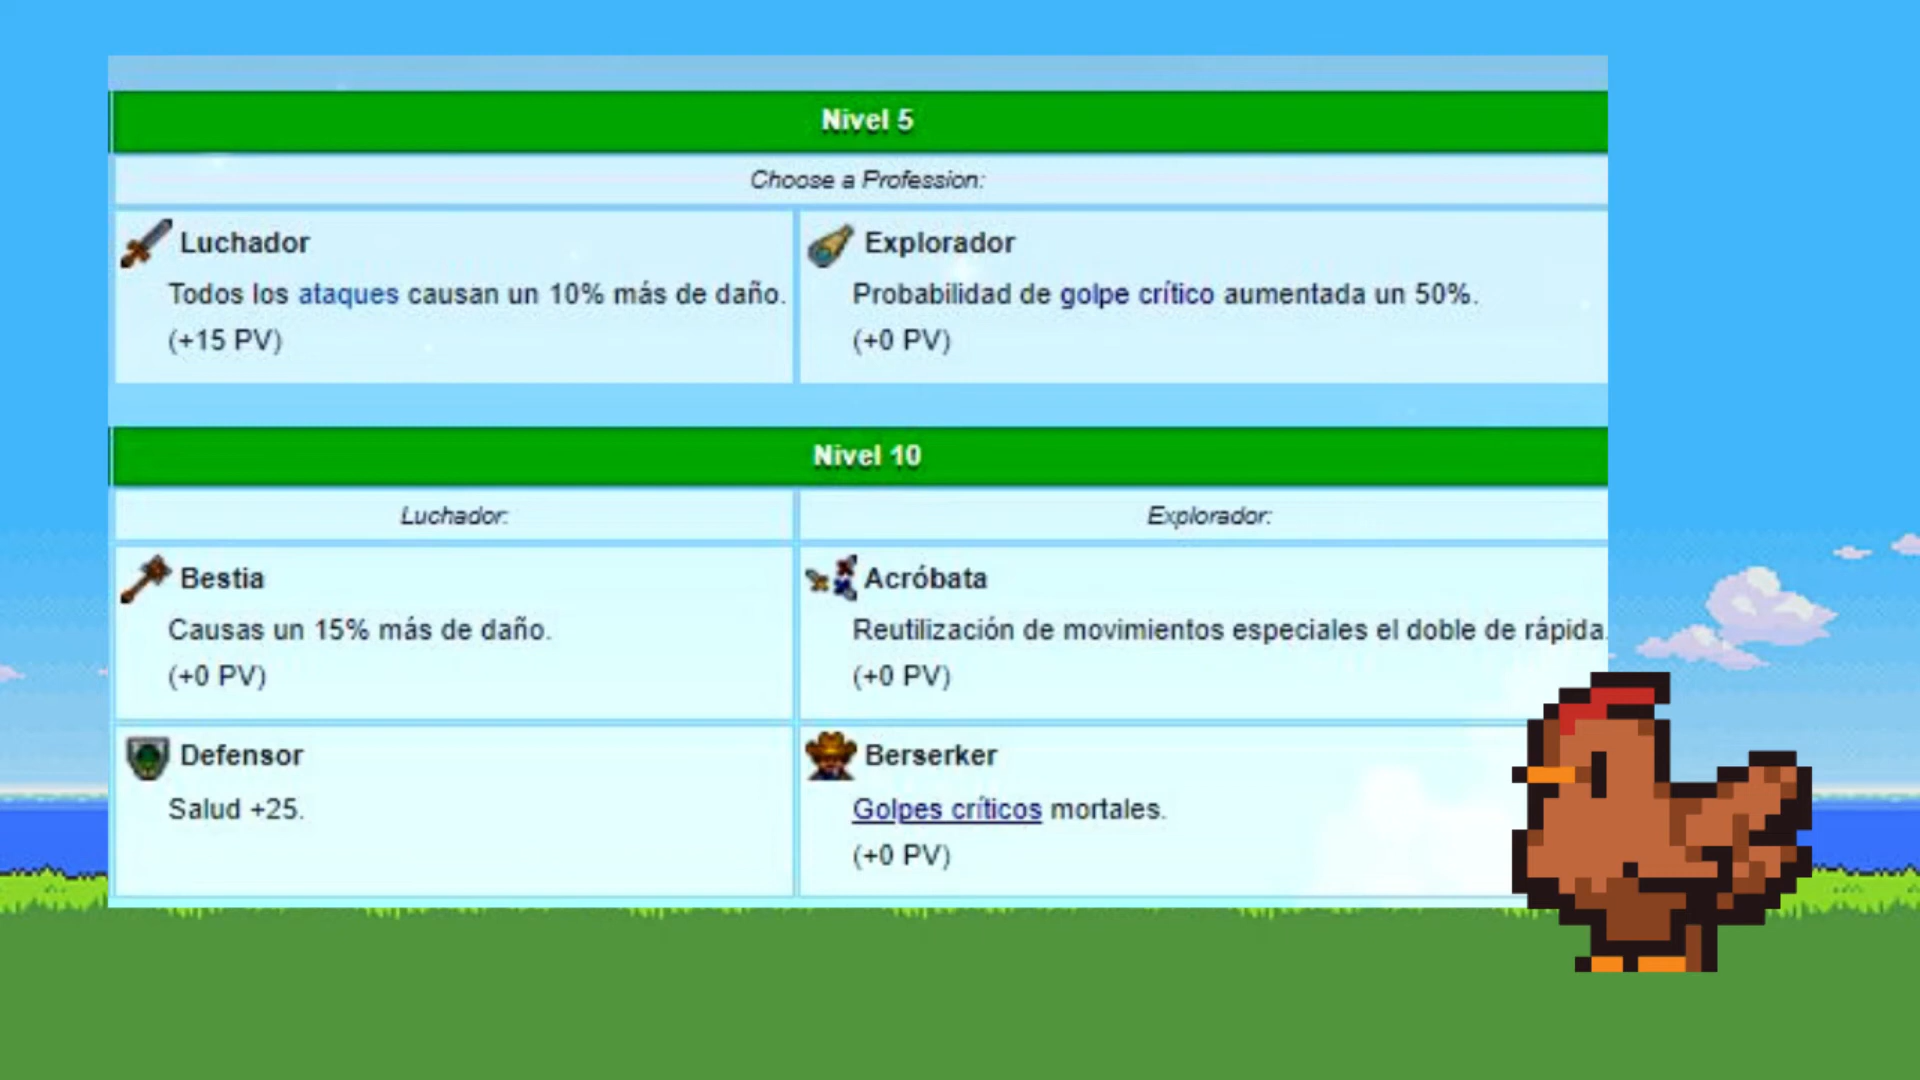 Nivel 5
Choose a Profession:
Luchador
Todos los ataques causan un 10% más de daño.
(+15 PV)
Explorador
Probabilidad de golpe crítico aumentada un 50%.
(+0 PV)
Nivel 10
Luchador:
Explorador:
Bestia
Causas un 15% más de daño.
(+0 PV)
Acróbata
Reutilización de movimientos especiales el doble de rápida.
(+0 PV)
Defensor
Salud +25.
Berserker
Golpes críticos mortales.
(+0 PV)